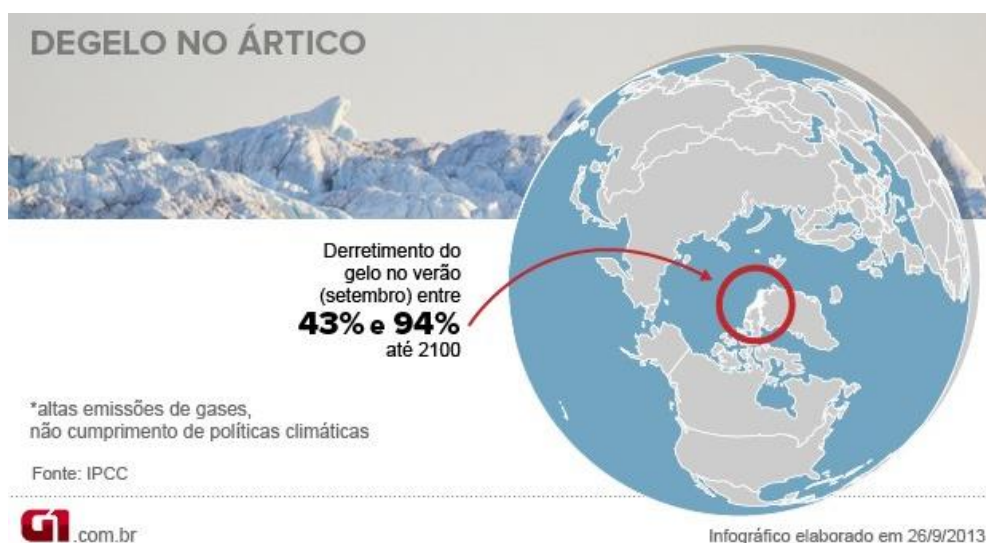 DEGELO NO ÁRTICO
Derretimento do
gelo no verão
(setembro) entre
43% e 94%
até 2100
*altas emissões de gases,
não cumprimento de políticas climáticas
Fonte: IPCC
G1.com.br
Infográfico elaborado em 26/9/2013